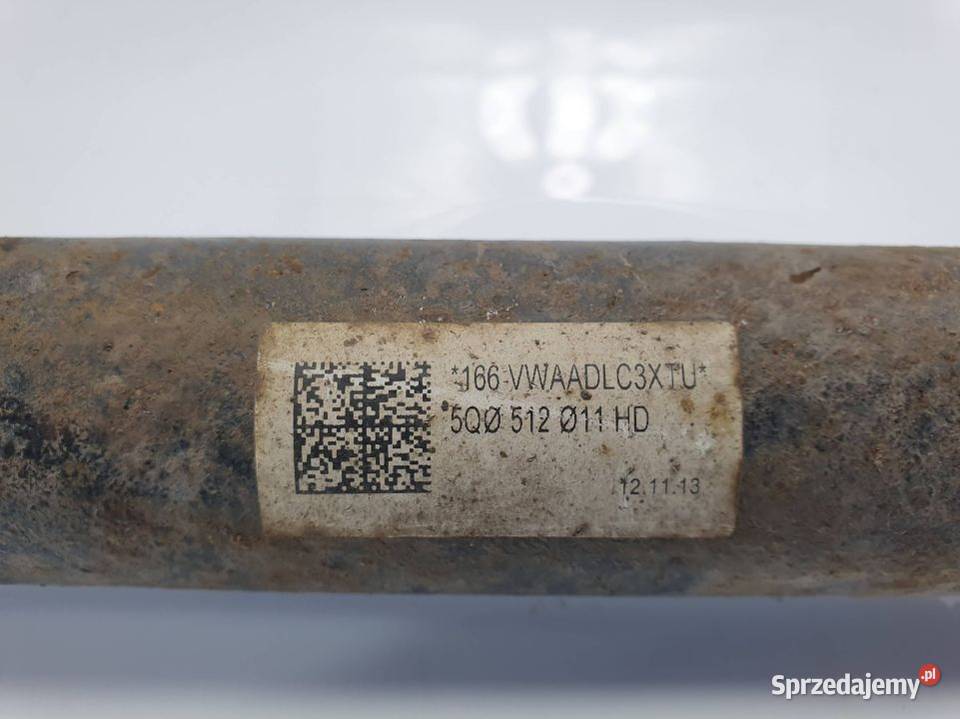 *166-VWAADLC3XTU*
5QØ 512 Ø11 HD
12.11.13
Sprzedajemy.pl